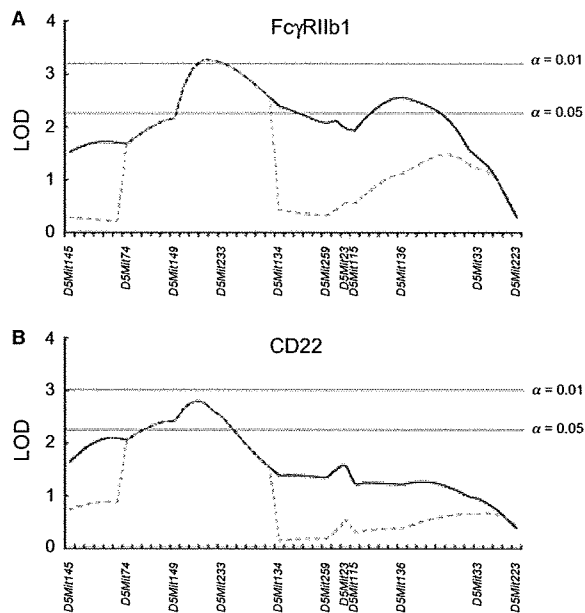 A
FcγRIIb1
4
3
2
1
0
LOD
α = 0.01
α = 0.05
D5Mit145
D5Mit74
D5Mit149
D5Mit233
D5Mit134
D5Mit259
D5Mit23
D5Mit115
D5Mit136
D5Mit33
D5Mit223
B
CD22
4
3
2
1
0
LOD
α = 0.01
α = 0.05
D5Mit145
D5Mit74
D5Mit149
D5Mit233
D5Mit134
D5Mit259
D5Mit23
D5Mit115
D5Mit136
D5Mit33
D5Mit223